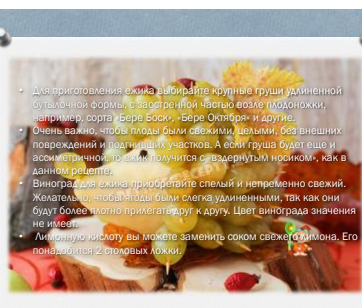 • Для приготовления ежика выбирайте крупные груши удлиненной
бутылочной формы, с заостренной частью возле плодоножки,
например, сорта «Бере Боск», «Бере Октября» и другие.
• Очень важно, чтобы плоды были свежими, целыми, без внешних
повреждений и подгнивших участков. А если груша будет еще и
ассиметричной, то ежик получится с «вздернутым носиком», как в
данном рецепте.
• Виноград для ежика приобретайте спелый и непременно свежий.
Желательно, чтобы ягоды были слегка удлиненными, так как они
будут более плотно прилегать друг к другу. Цвет винограда значения
не имеет.
• Лимонную кислоту вы можете заменить соком свежего лимона. Его
понадобится 2 столовых ложки.